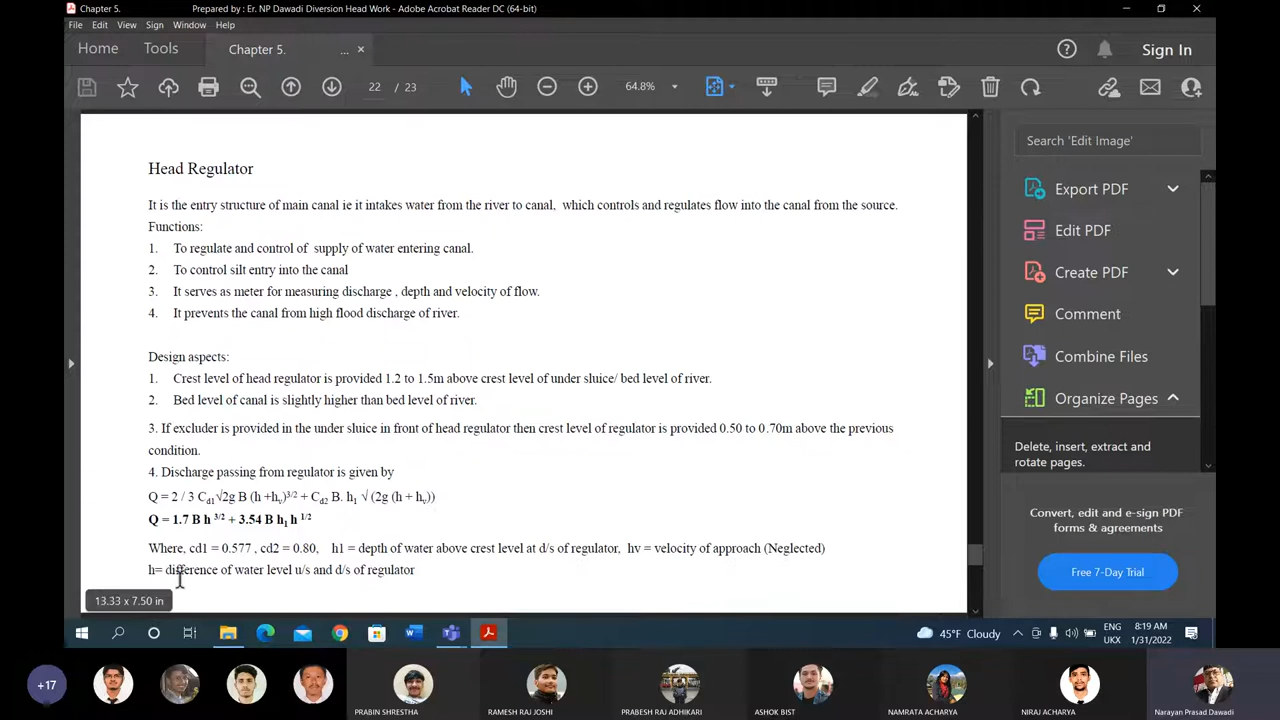 Chapter 5. Prepared by : Er. NP Dawadi Diversion Head Work - Adobe Acrobat Reader DC (64-bit)
File Edit View Sign Window Help
Home Tools Chapter 5. ... × Sign In
22 / 23 64.8%
Search 'Edit Image'
Head Regulator
It is the entry structure of main canal ie it intakes water from the river to canal, which controls and regulates flow into the canal from the source.
Functions:
1. To regulate and control of supply of water entering canal.
2. To control silt entry into the canal
3. It serves as meter for measuring discharge , depth and velocity of flow.
4. It prevents the canal from high flood discharge of river.
Design aspects:
1. Crest level of head regulator is provided 1.2 to 1.5m above crest level of under sluice/ bed level of river.
2. Bed level of canal is slightly higher than bed level of river.
3. If excluder is provided in the under sluice in front of head regulator then crest level of regulator is provided 0.50 to 0.70m above the previous
condition.
4. Discharge passing from regulator is given by
Q = 2 / 3 Cd1√2g B (h +hv)3/2 + Cd2 B. h1 √ (2g (h + hv))
Q = 1.7 B h 3/2 + 3.54 B h1 h 1/2
Where, cd1 = 0.577 , cd2 = 0.80, h1 = depth of water above crest level at d/s of regulator, hv = velocity of approach (Neglected)
h= difference of water level u/s and d/s of regulator
13.33 x 7.50 in
Export PDF
Edit PDF
Create PDF
Comment
Combine Files
Organize Pages
Delete, insert, extract and
rotate pages.
Convert, edit and e-sign PDF
forms & agreements
Free 7-Day Trial
45°F Cloudy
ENG
UKX
8:19 AM
1/31/2022
+17
PRABIN SHRESTHA
RAMESH RAJ JOSHI
PRABESH RAJ ADHIKARI
ASHOK BIST
NAMRATA ACHARYA
NIRAJ ACHARYA
Narayan Prasad Dawadi